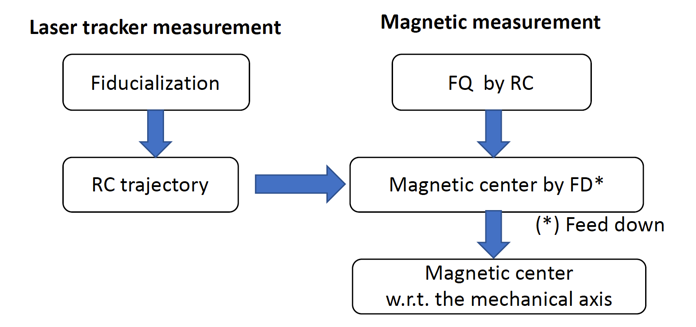 Laser tracker measurement
Fiducialization
RC trajectory
Magnetic measurement
FQ by RC
Magnetic center by FD*
(*) Feed down
Magnetic center
w.r.t. the mechanical axis